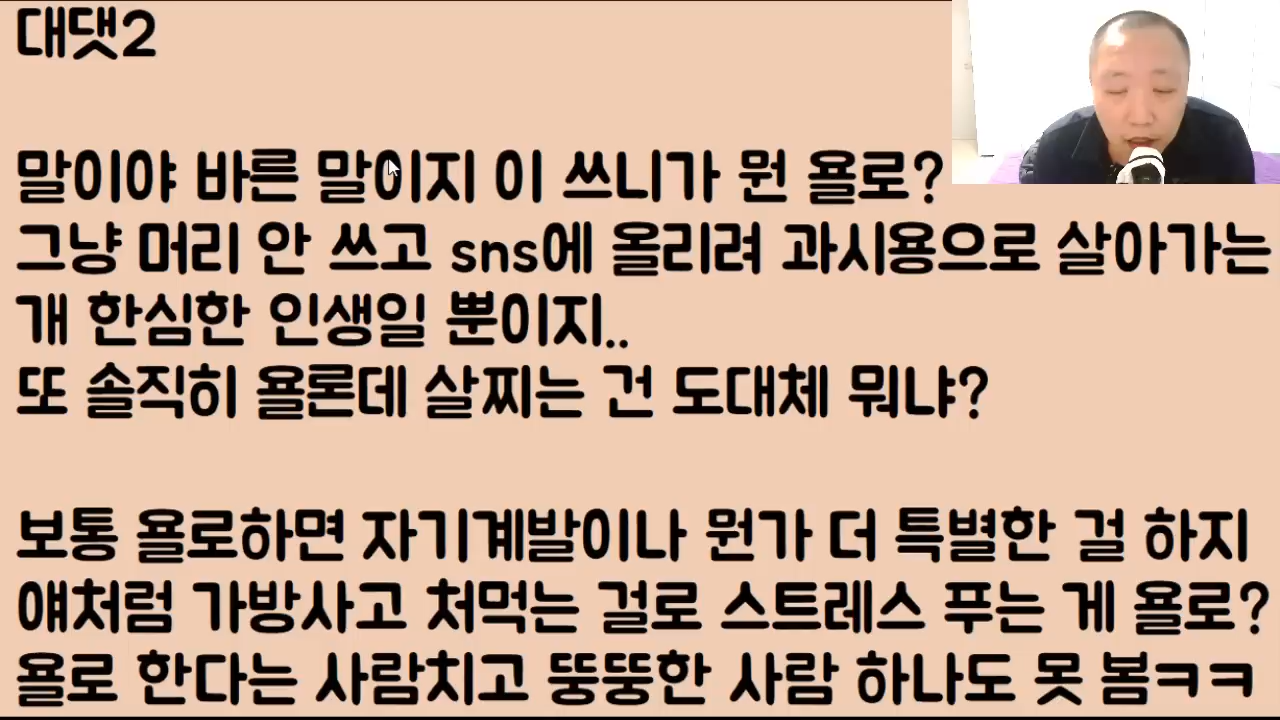 대댓2
말이야 바른 말이지 이 쓰니가 뭔 욜로?
그냥 머리 안 쓰고 sns에 올리려 과시용으로 살아가는
개 한심한 인생일 뿐이지..
또 솔직히 욜론데 살찌는 건 도대체 뭐냐?
보통 욜로하면 자기계발이나 뭔가 더 특별한 걸 하지
얘처럼 가방사고 처먹는 걸로 스트레스 푸는 게 욜로?
욜로 한다는 사람치고 뚱뚱한 사람 하나도 못 봄ㅋㅋ